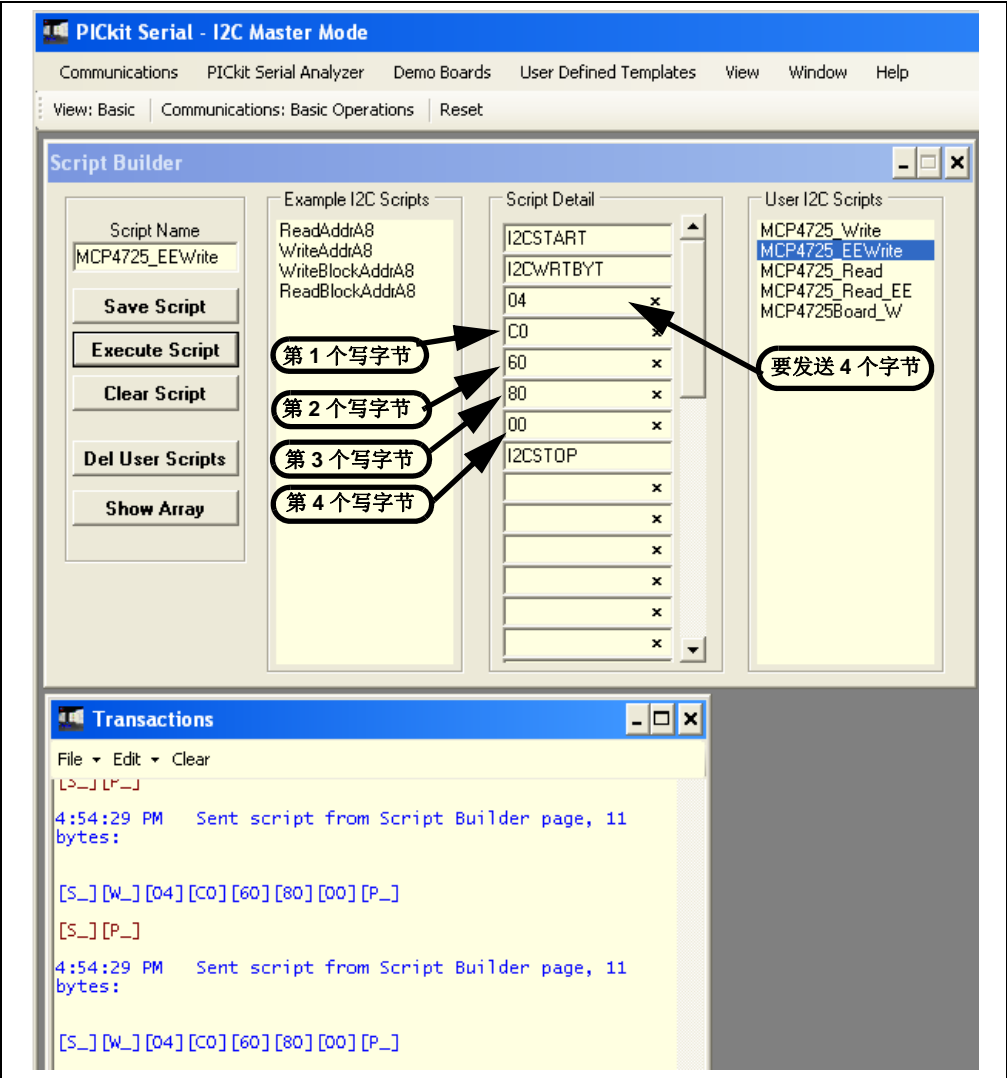 PICkit Serial - I2C Master Mode
Communications PICkit Serial Analyzer Demo Boards User Defined Templates View Window Help
View: Basic Communications: Basic Operations Reset
Script Builder
Script Name
MCP4725_EEWrite
Save Script
Execute Script
Clear Script
Del User Scripts
Show Array
Example I2C Scripts
ReadAddrA8
WriteAddrA8
WriteBlockAddrA8
ReadBlockAddrA8
第 1 个写字节
第 2 个写字节
第 3 个写字节
第 4 个写字节
Script Detail
I2CSTART
I2CWRTBYT
04
C0
60
80
00
I2CSTOP
要发送 4 个字节
User I2C Scripts
MCP4725_Write
MCP4725_EEWrite
MCP4725_Read
MCP4725_Read_EE
MCP4725Board_W
Transactions
File Edit Clear
[S_][P_]
4:54:29 PM Sent script from Script Builder page, 11
bytes:
[S_][W_][04][C0][60][80][00][P_]
[S_][P_]
4:54:29 PM Sent script from Script Builder page, 11
bytes:
[S_][W_][04][C0][60][80][00][P_]